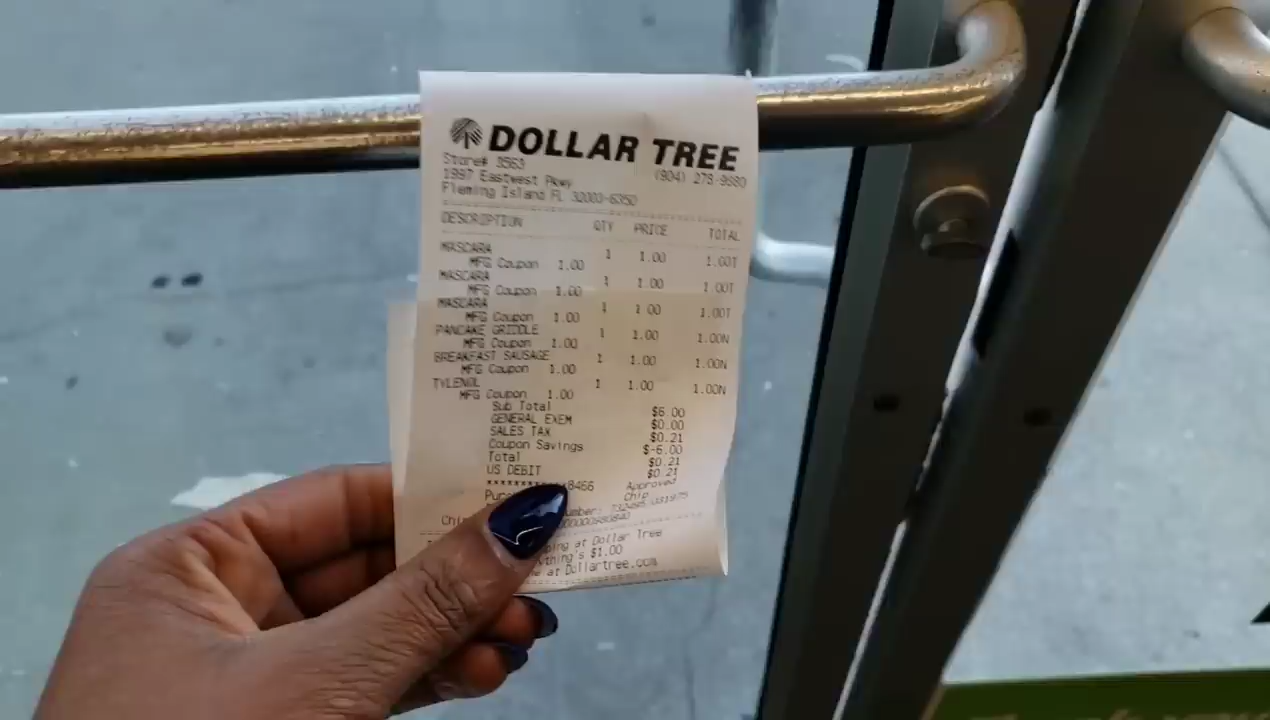 DOLLAR TREE
Store# 3563 (904) 278-9680
1997 Eastwest Pkwy
Fleming Island FL 32003-6350
DESCRIPTION QTY PRICE TOTAL
MASCARA 1 1.00 1.00T
MFG Coupon 1.00
MASCARA 1 1.00 1.00T
MFG Coupon 1.00
MASCARA 1 1.00 1.00T
MFG Coupon 1.00
PANCAKE GRIDDLE 1 1.00 1.00N
MFG Coupon 1.00
BREAKFAST SAUSAGE 1 1.00 1.00N
MFG Coupon 1.00
TYLENOL 1 1.00 1.00N
MFG Coupon 1.00
Sub Total $6.00
GENERAL EXEM $0.00
SALES TAX $0.21
Coupon Savings $-6.00
Total $0.21
US DEBIT $0.21
8466 Approved
Chip
at Dollar Tree
$1.00
at Dollartree.com